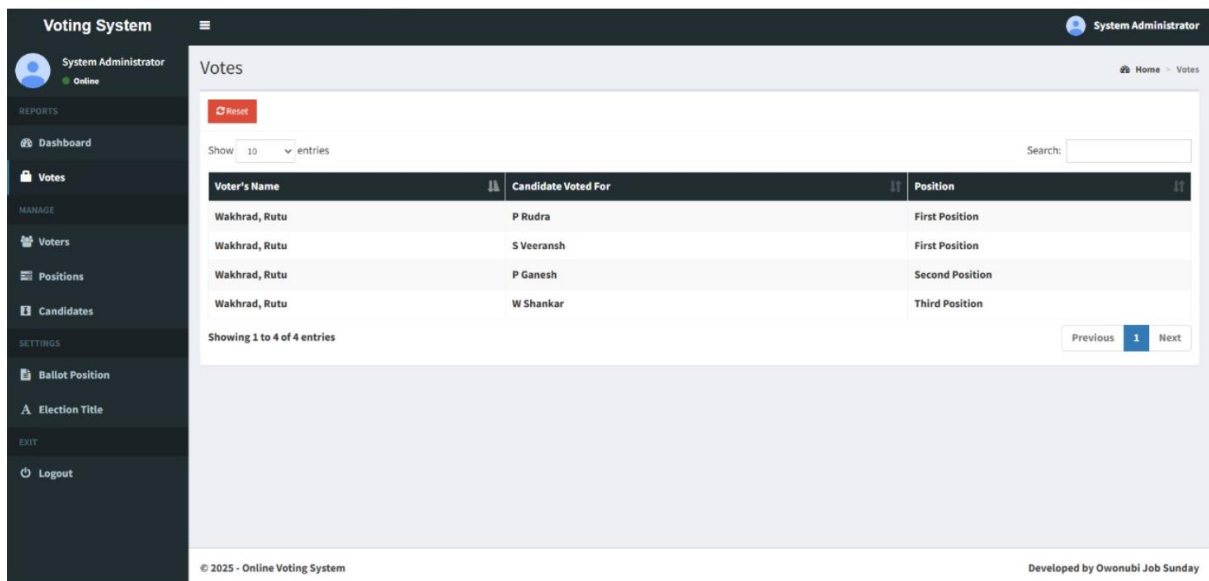 Voting System
System Administrator
System Administrator
Online
Votes
Home > Votes
REPORTS
Reset
Dashboard
Show 10 entries
Search:
Votes
Voter's Name Candidate Voted For Position
MANAGE
Wakhrad, Rutu P Rudra First Position
Voters
Wakhrad, Rutu S Veeransh First Position
Positions
Wakhrad, Rutu P Ganesh Second Position
Candidates
Wakhrad, Rutu W Shankar Third Position
SETTINGS
Showing 1 to 4 of 4 entries
Previous 1 Next
Ballot Position
Election Title
EXIT
Logout
© 2025 - Online Voting System
Developed by Owonubi Job Sunday